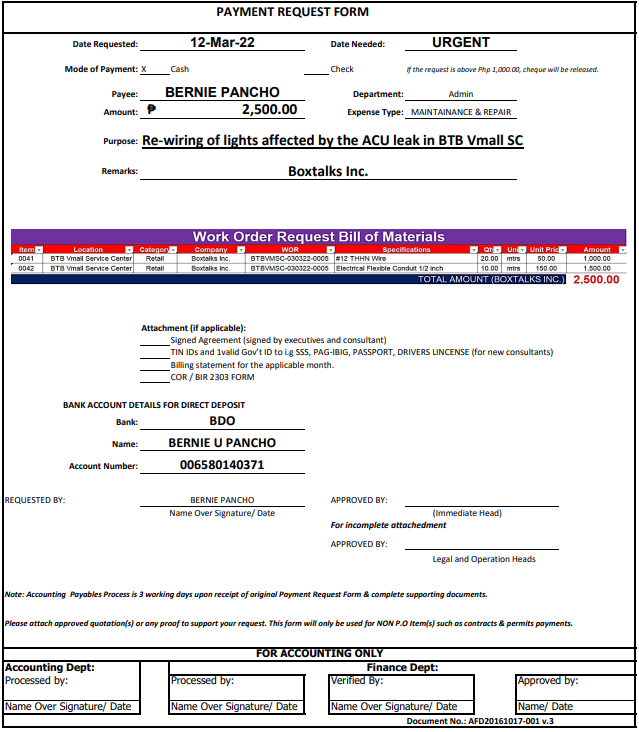 PAYMENT REQUEST FORM
Date Requested: 12-Mar-22 Date Needed: URGENT
Mode of Payment: X Cash Check If the request is above Php 1,000.00, cheque will be released.
Payee: BERNIE PANCHO Department: Admin
Amount: ₱ 2,500.00 Expense Type: MAINTAINANCE & REPAIR
Purpose: Re-wiring of lights affected by the ACU leak in BTB Vmall SC
Remarks: Boxtalks Inc.
Work Order Request Bill of Materials
Item Location Category Company WOR Specifications Qty Unit Unit Price Amount
0041 BTB Vmall Service Center Retail Boxtalks Inc. BTBVMSC-030322-0005 #12 THHN Wire 20.00 mtrs 50.00 1,000.00
0042 BTB Vmall Service Center Retail Boxtalks Inc. BTBVMSC-030322-0005 Electrical Flexible Conduit 1/2 inch 10.00 mtrs 150.00 1,500.00
TOTAL AMOUNT (BOXTALKS INC.) 2,500.00
Attachment (if applicable):
Signed Agreement (signed by executives and consultant)
TIN IDs and 1valid Gov't ID to i.g SSS, PAG-IBIG, PASSPORT, DRIVERS LINCENSE (for new consultants)
Billing statement for the applicable month.
COR / BIR 2303 FORM
BANK ACCOUNT DETAILS FOR DIRECT DEPOSIT
Bank: BDO
Name: BERNIE U PANCHO
Account Number: 006580140371
REQUESTED BY: BERNIE PANCHO APPROVED BY:
Name Over Signature/ Date (Immediate Head)
For incomplete attachedment
APPROVED BY:
Legal and Operation Heads
Note: Accounting Payables Process is 3 working days upon receipt of original Payment Request Form & complete supporting documents.
Please attach approved quotation(s) or any proof to support your request. This form will only be used for NON P.O Item(s) such as contracts & permits payments.
FOR ACCOUNTING ONLY
Accounting Dept: Finance Dept:
Processed by: Processed by: Verified By: Approved by:
Name Over Signature/ Date Name Over Signature/ Date Name Over Signature/ Date Name/ Date
Document No.: AFD20161017-001 v.3